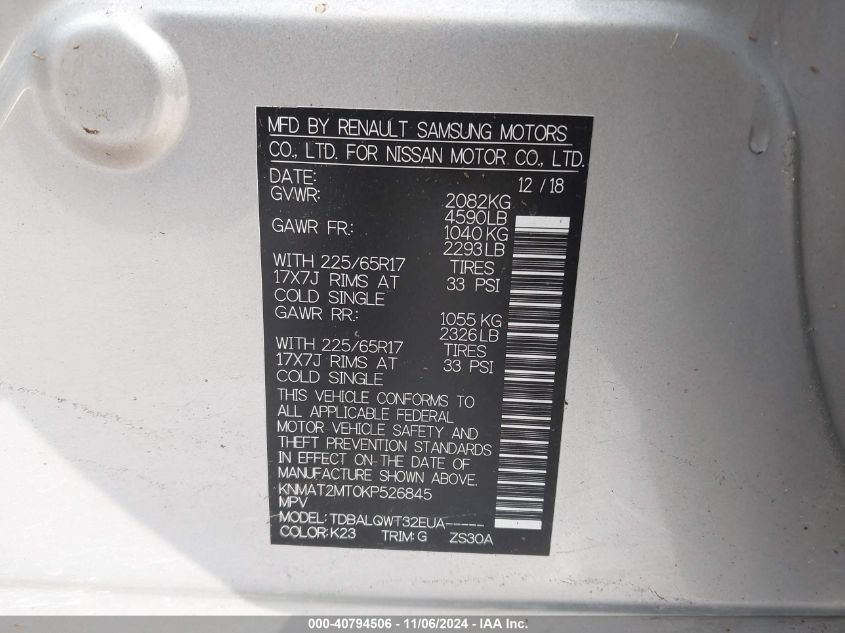 MFD BY RENAULT SAMSUNG MOTORS
CO., LTD. FOR NISSAN MOTOR CO., LTD.
DATE: 12 / 18
GVWR: 2082KG
4590LB
GAWR FR.: 1040 KG
2293LB
WITH 225/65R17 TIRES
17X7J RIMS AT 33 PSI
COLD SINGLE
GAWR RR.: 1055 KG
2326LB
WITH 225/65R17 TIRES
17X7J RIMS AT 33 PSI
COLD SINGLE
THIS VEHICLE CONFORMS TO
ALL APPLICABLE FEDERAL
MOTOR VEHICLE SAFETY AND
THEFT PREVENTION STANDARDS
IN EFFECT ON THE DATE OF
MANUFACTURE SHOWN ABOVE.
KNMAT2MT0KP526845
MPV
MODEL: TDBALQWT32EUA-----
COLOR: K23 TRIM: G ZS30A
000-40794506 - 11/06/2024 - IAA Inc.